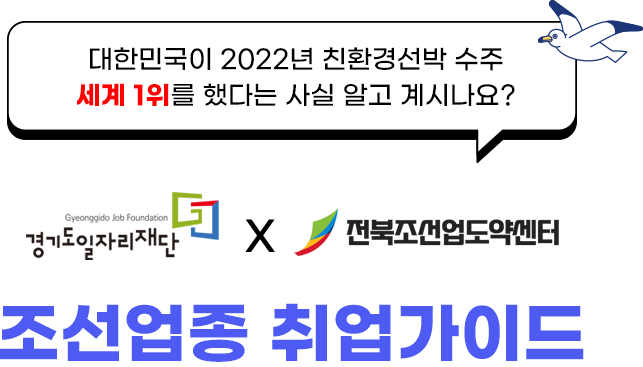 대한민국이 2022년 친환경선박 수주
세계 1위를 했다는 사실 알고 계시나요?
Gyeonggido Job Foundation
경기도일자리재단
X
전북조선업도약센터
조선업종 취업가이드